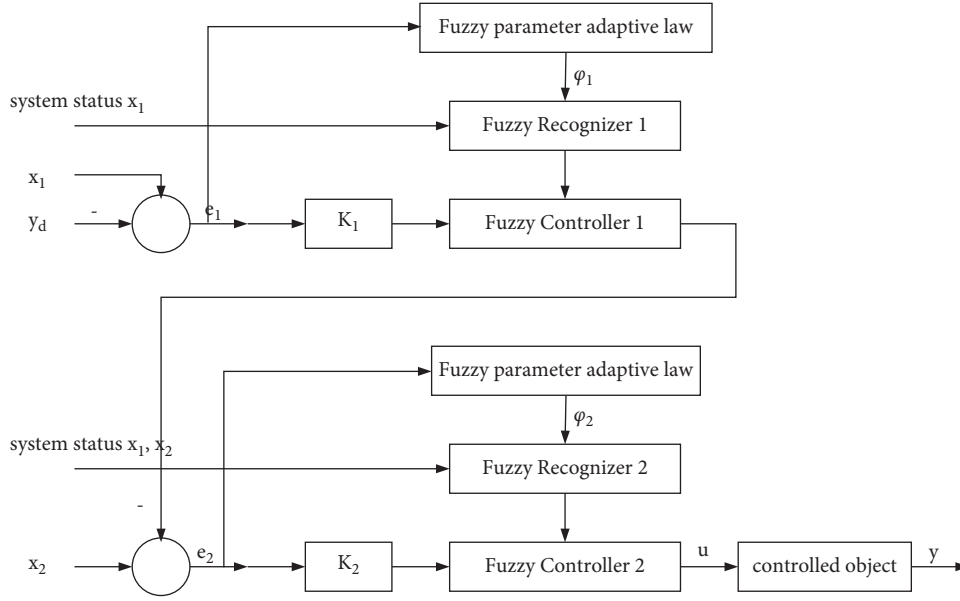 Fuzzy parameter adaptive law
φ₁
system status x₁
Fuzzy Recognizer 1
x₁
y_d
-
e₁
K₁
Fuzzy Controller 1
Fuzzy parameter adaptive law
φ₂
system status x₁, x₂
Fuzzy Recognizer 2
-
x₂
e₂
K₂
Fuzzy Controller 2
u
controlled object
y